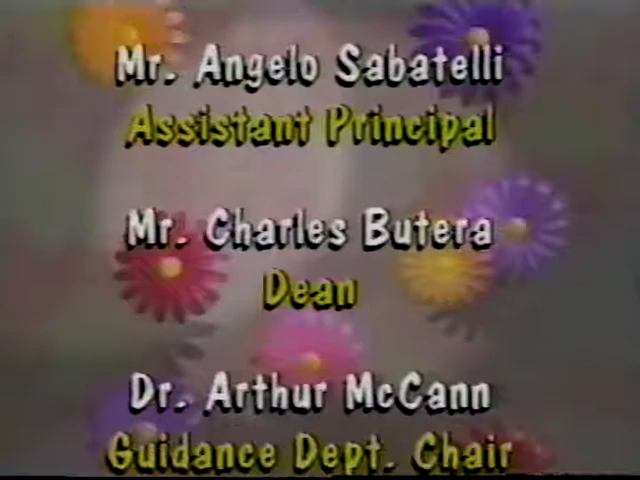 Mr. Angelo Sabatelli
Assistant Principal
Mr. Charles Butera
Dean
Dr. Arthur McCann
Guidance Dept. Chair